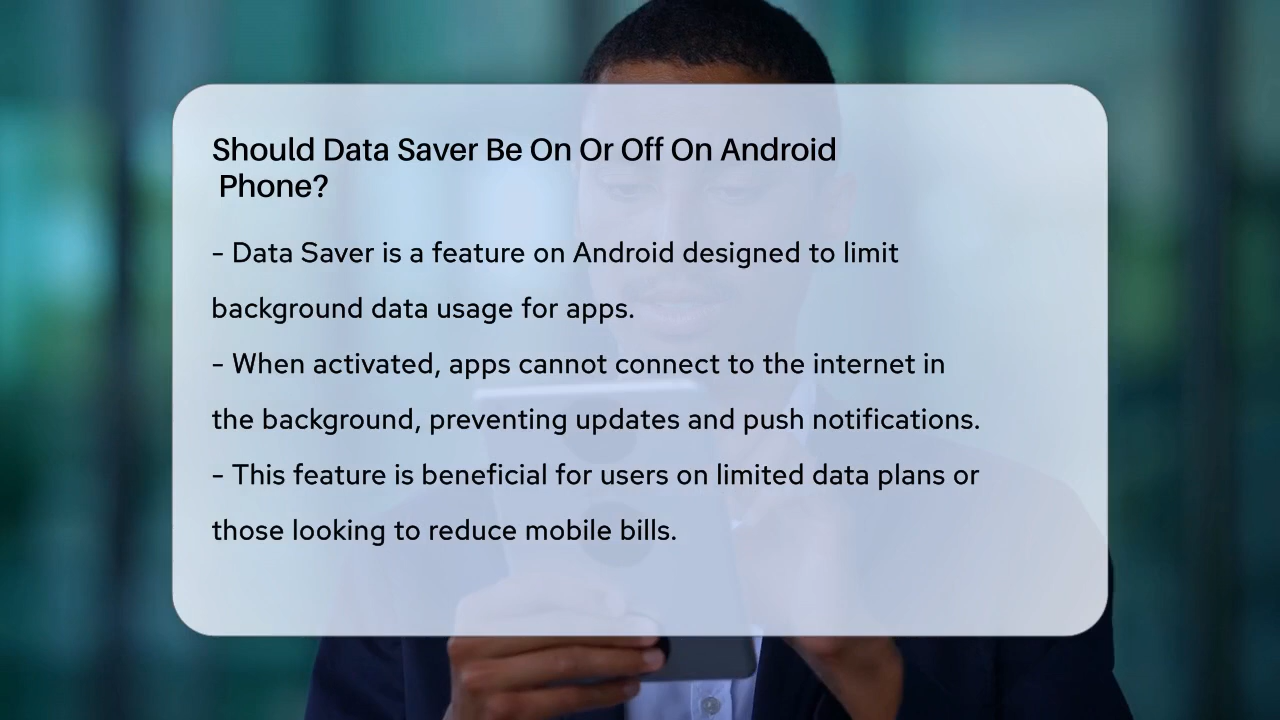 Should Data Saver Be On Or Off On Android
Phone?
– Data Saver is a feature on Android designed to limit
background data usage for apps.
– When activated, apps cannot connect to the internet in
the background, preventing updates and push notifications.
– This feature is beneficial for users on limited data plans or
those looking to reduce mobile bills.